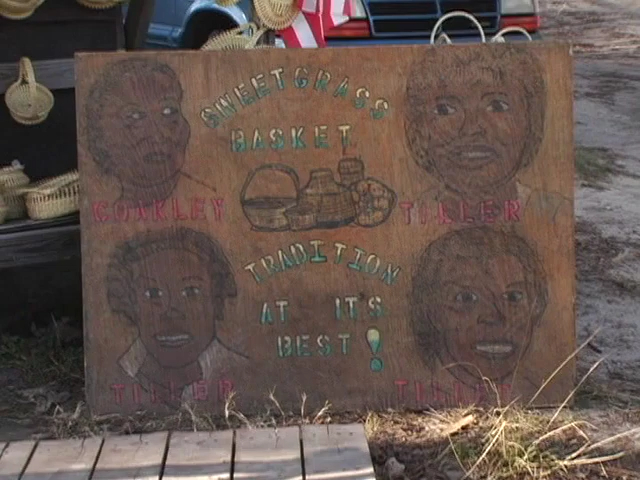 SWEETGRASS
BASKET
COAKLEY
TILLER
TRADITION
AT IT'S
BEST!
TILLER
TILLER